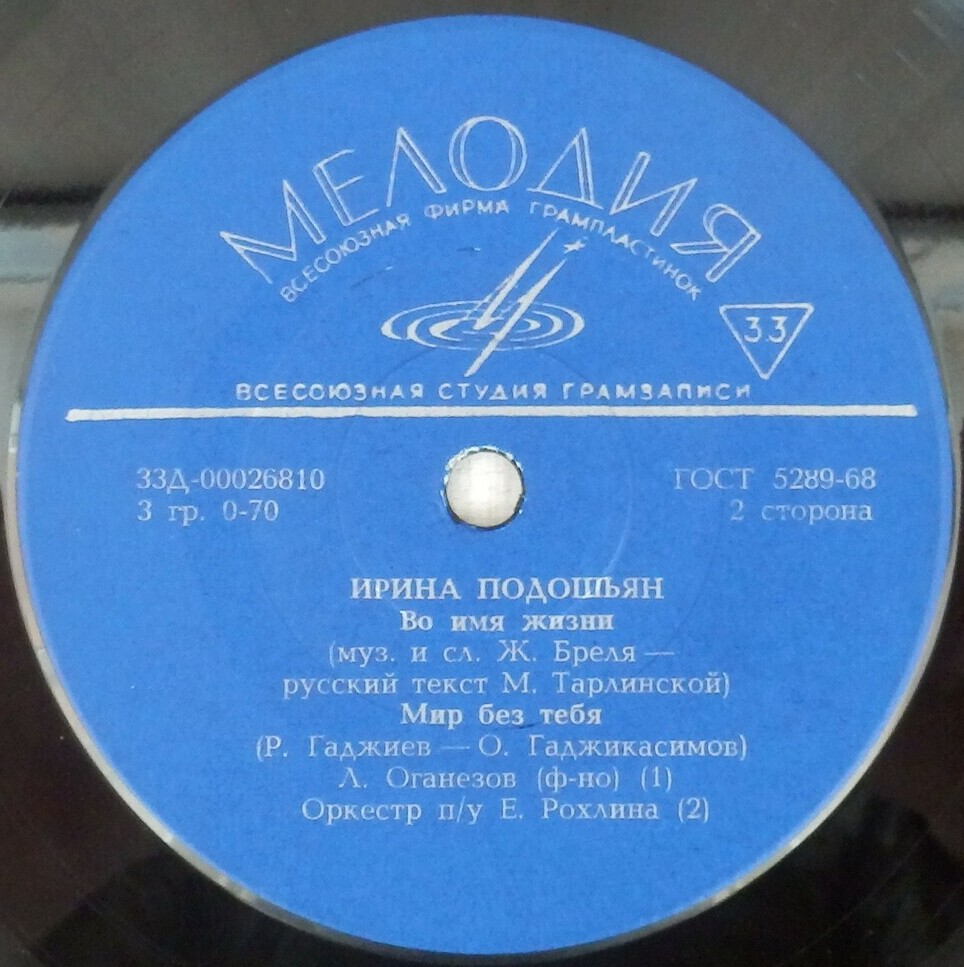 МЕЛОДИЯ
ВСЕСОЮЗНАЯ ФИРМА ГРАМПЛАСТИНОК
33
ВСЕСОЮЗНАЯ СТУДИЯ ГРАМЗАПИСИ
33Д-00026810
ГОСТ 5289-68
3 гр. 0-70
2 сторона
ИРИНА ПОДОШЬЯН
Во имя жизни
(муз. и сл. Ж. Бреля —
русский текст М. Тарлинской)
Мир без тебя
(Р. Гаджиев — О. Гаджикасимов)
Л. Оганезов (ф-но) (1)
Оркестр п/у Е. Рохлина (2)